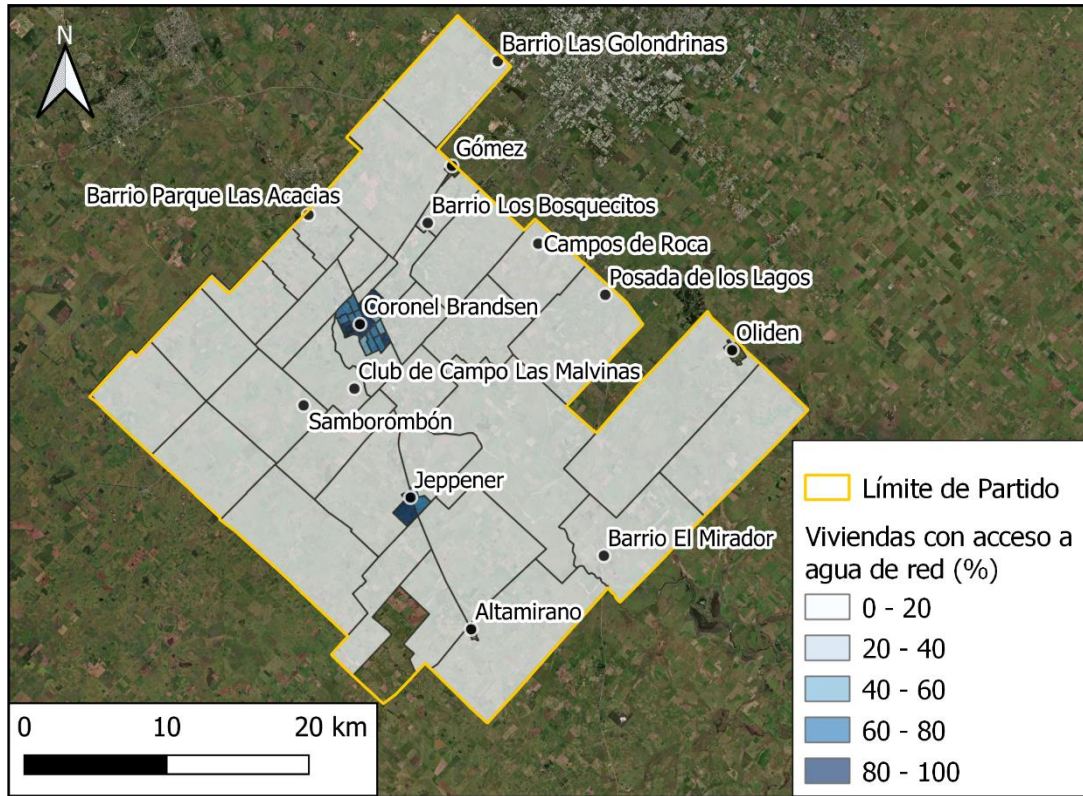 N
Barrio Las Golondrinas
Gómez
Barrio Parque Las Acacias
Barrio Los Bosquecitos
Campos de Roca
Posada de los Lagos
Coronel Brandsen
Oliden
Club de Campo Las Malvinas
Samborombón
Jeppener
Barrio El Mirador
Altamirano
Límite de Partido
Viviendas con acceso a
agua de red (%)
0 - 20
20 - 40
40 - 60
60 - 80
80 - 100
0 10 20 km